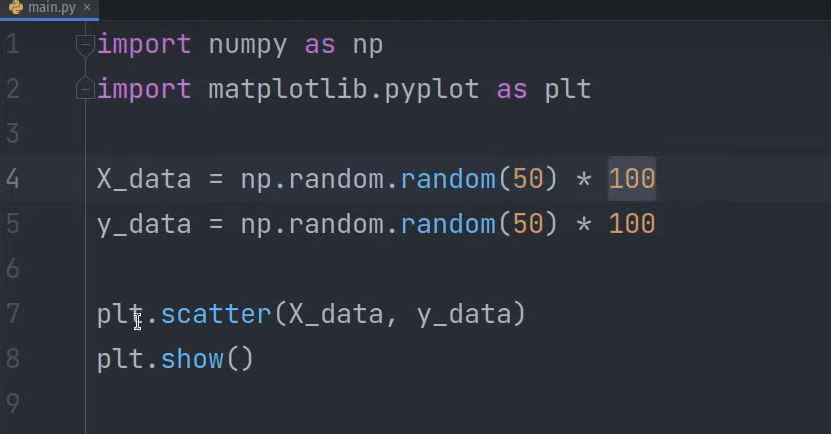 main.py
1 import numpy as np
2 import matplotlib.pyplot as plt
3
4 X_data = np.random.random(50) * 100
5 y_data = np.random.random(50) * 100
6
7 plt.scatter(X_data, y_data)
8 plt.show()
9